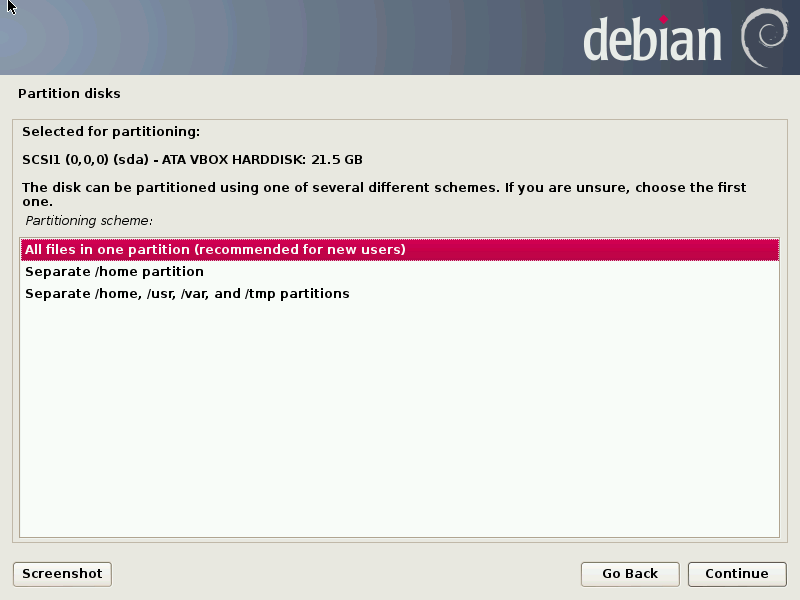 debian
Partition disks
Selected for partitioning:
SCSI1 (0,0,0) (sda) - ATA VBOX HARDDISK: 21.5 GB
The disk can be partitioned using one of several different schemes. If you are unsure, choose the first
one.
Partitioning scheme:
All files in one partition (recommended for new users)
Separate /home partition
Separate /home, /usr, /var, and /tmp partitions
Screenshot
Go Back
Continue